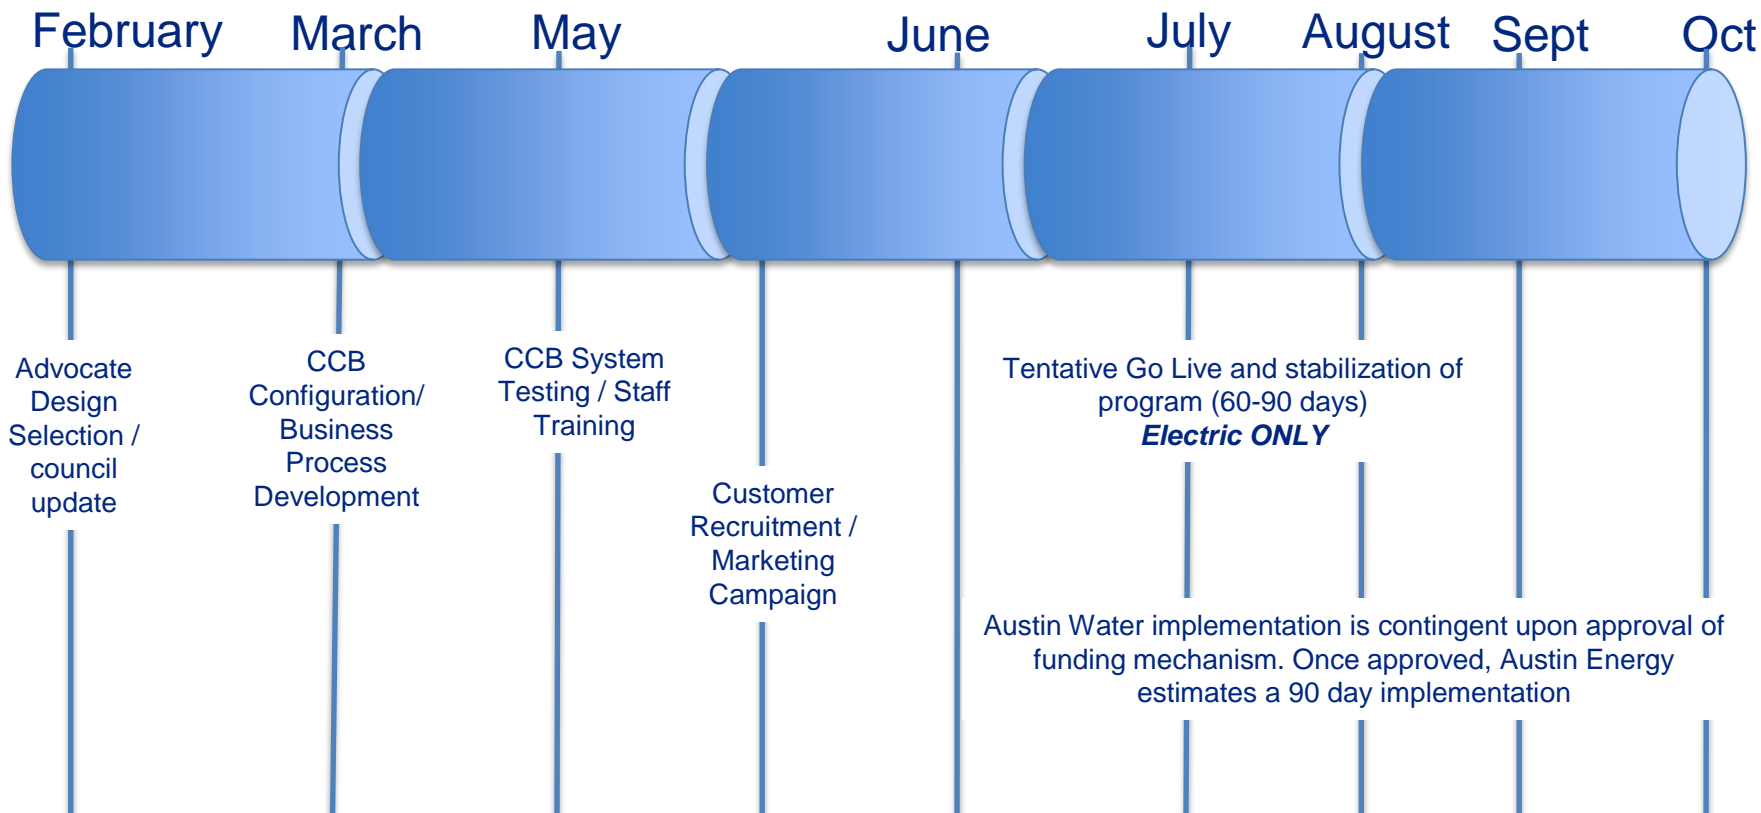 February March May June July August Sept Oct
Advocate
Design
Selection /
council
update
CCB
Configuration/
Business
Process
Development
CCB System
Testing / Staff
Training
Customer
Recruitment /
Marketing
Campaign
Tentative Go Live and stabilization of
program (60-90 days)
Electric ONLY
Austin Water implementation is contingent upon approval of
funding mechanism. Once approved, Austin Energy
estimates a 90 day implementation